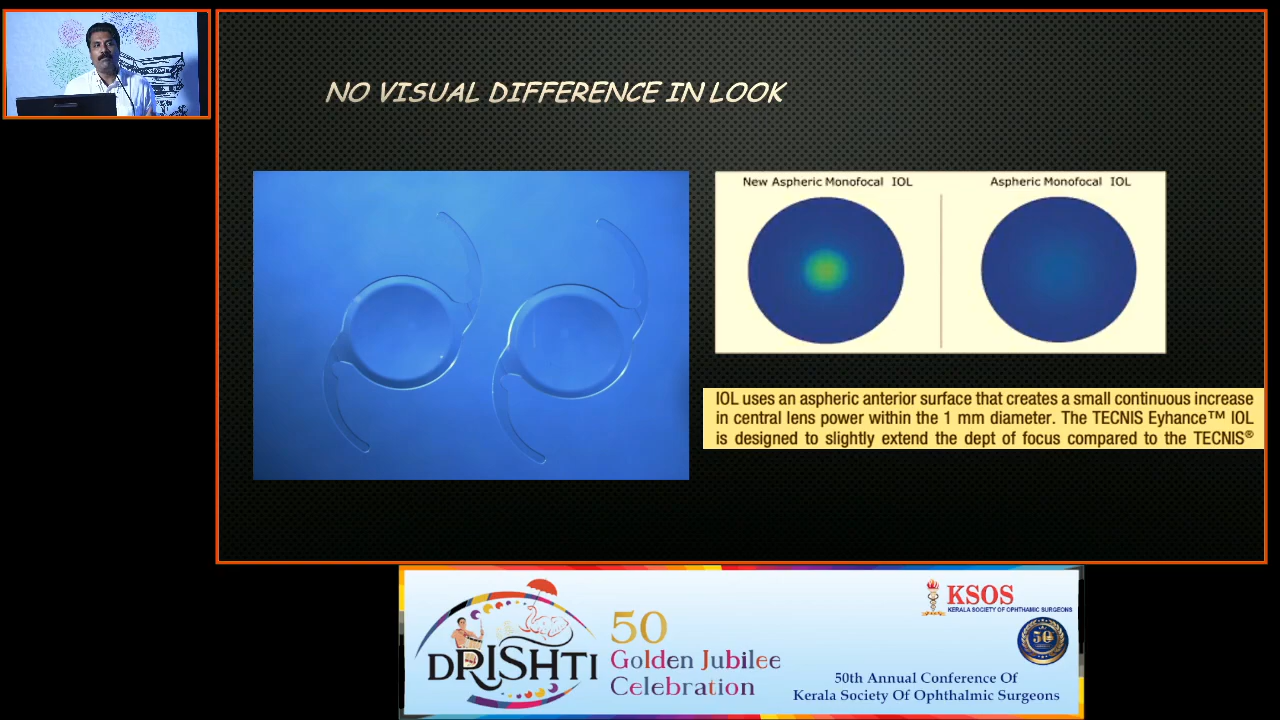 NO VISUAL DIFFERENCE IN LOOK
New Aspheric Monofocal IOL
Aspheric Monofocal IOL
IOL uses an aspheric anterior surface that creates a small continuous increase
in central lens power within the 1 mm diameter. The TECNIS Eyhance™ IOL
is designed to slightly extend the dept of focus compared to the TECNIS®
DRISHTI
50
Golden Jubilee
Celebration
KSOS
KERALA SOCIETY OF OPHTHAMIC SURGEONS
50
50th Annual Conference Of
Kerala Society Of Ophthalmic Surgeons